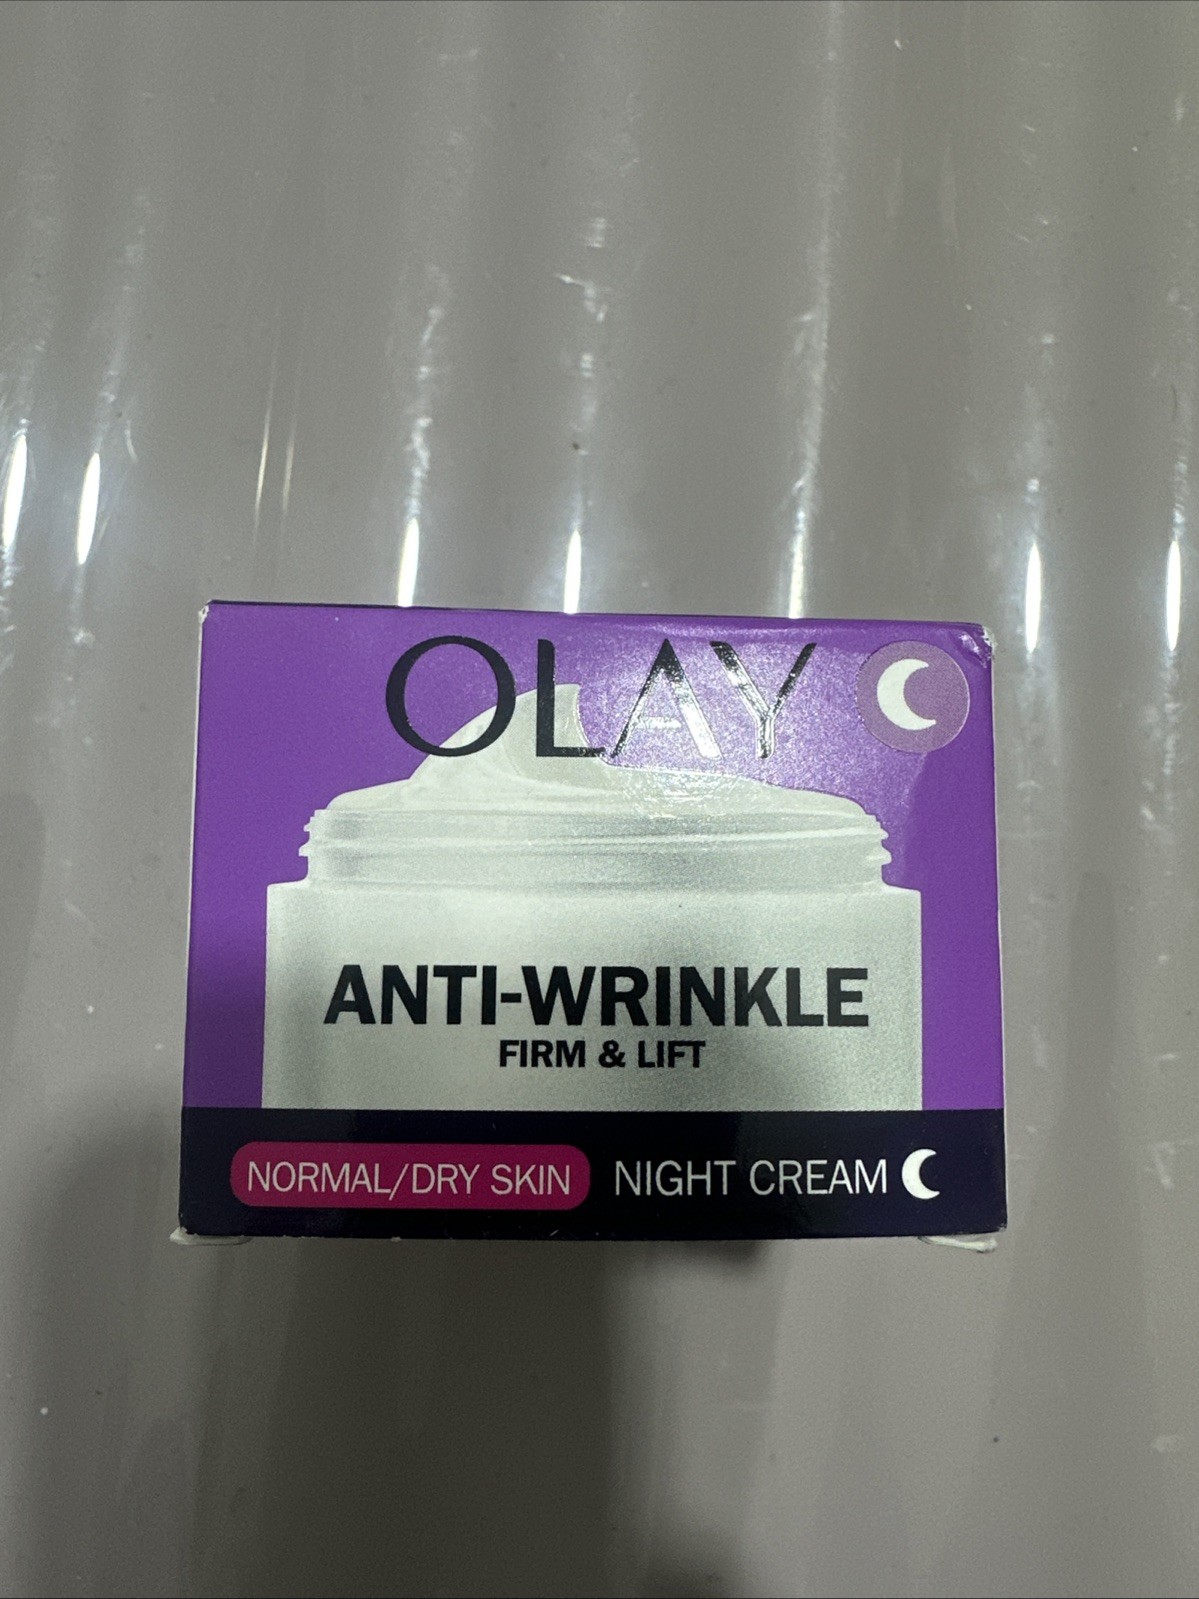 OLAY
ANTI-WRINKLE
FIRM & LIFT
NORMAL/DRY SKIN NIGHT CREAM